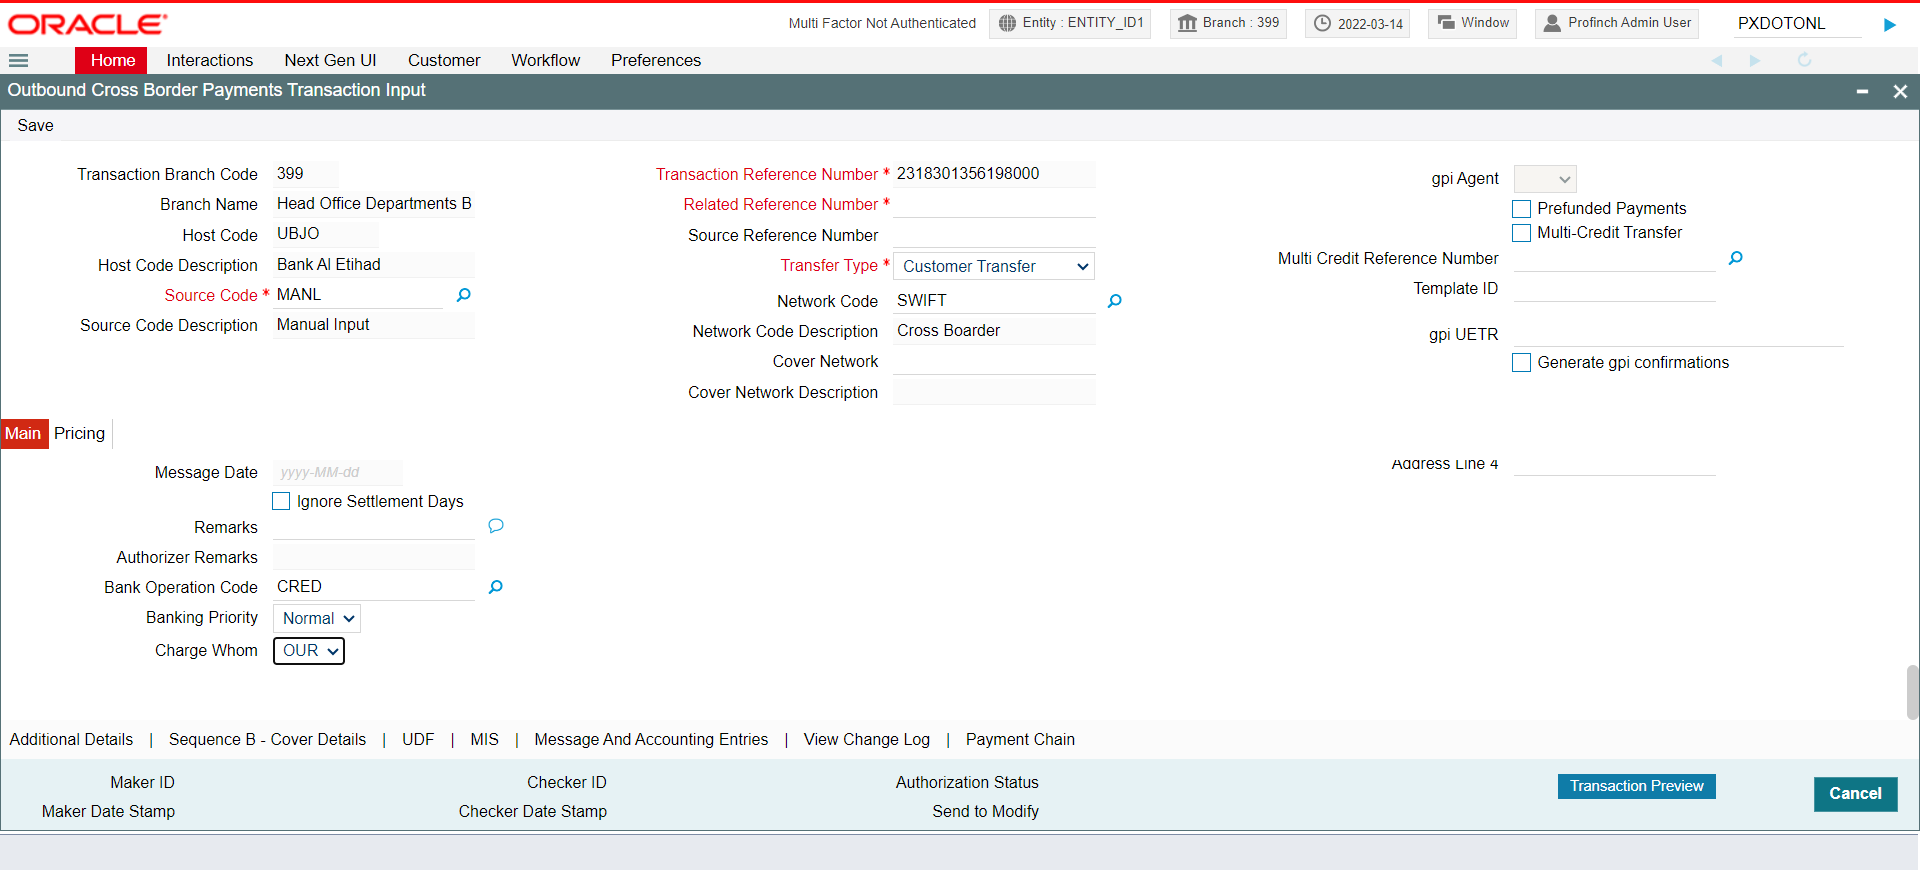 ORACLE
Multi Factor Not Authenticated
Entity : ENTITY_ID1
Branch : 399
2022-03-14
Window
Profinch Admin User
PXDOTONL
Home Interactions Next Gen UI Customer Workflow Preferences
Outbound Cross Border Payments Transaction Input
Save
Transaction Branch Code 399
Branch Name Head Office Departments B
Host Code UBJO
Host Code Description Bank Al Etihad
Source Code * MANL
Source Code Description Manual Input
Transaction Reference Number * 2318301356198000
Related Reference Number *
Source Reference Number
Transfer Type * Customer Transfer
Network Code SWIFT
Network Code Description Cross Boarder
Cover Network
Cover Network Description
gpi Agent
Prefunded Payments
Multi-Credit Transfer
Multi Credit Reference Number
Template ID
gpi UETR
Generate gpi confirmations
Main Pricing
Message Date yyyy-MM-dd
Ignore Settlement Days
Remarks
Authorizer Remarks
Bank Operation Code CRED
Banking Priority Normal
Charge Whom OUR
Address Line 4
Additional Details | Sequence B - Cover Details | UDF | MIS | Message And Accounting Entries | View Change Log | Payment Chain
Maker ID
Maker Date Stamp
Checker ID
Checker Date Stamp
Authorization Status
Send to Modify
Transaction Preview
Cancel